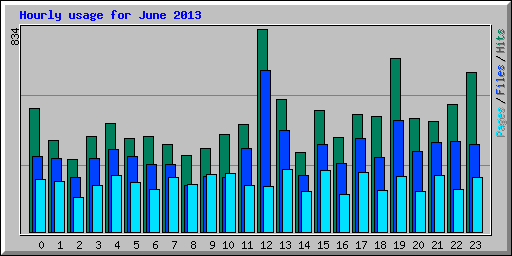 Hourly usage for June 2013
834
Pages / Files / Hits
0 1 2 3 4 5 6 7 8 9 10 11 12 13 14 15 16 17 18 19 20 21 22 23